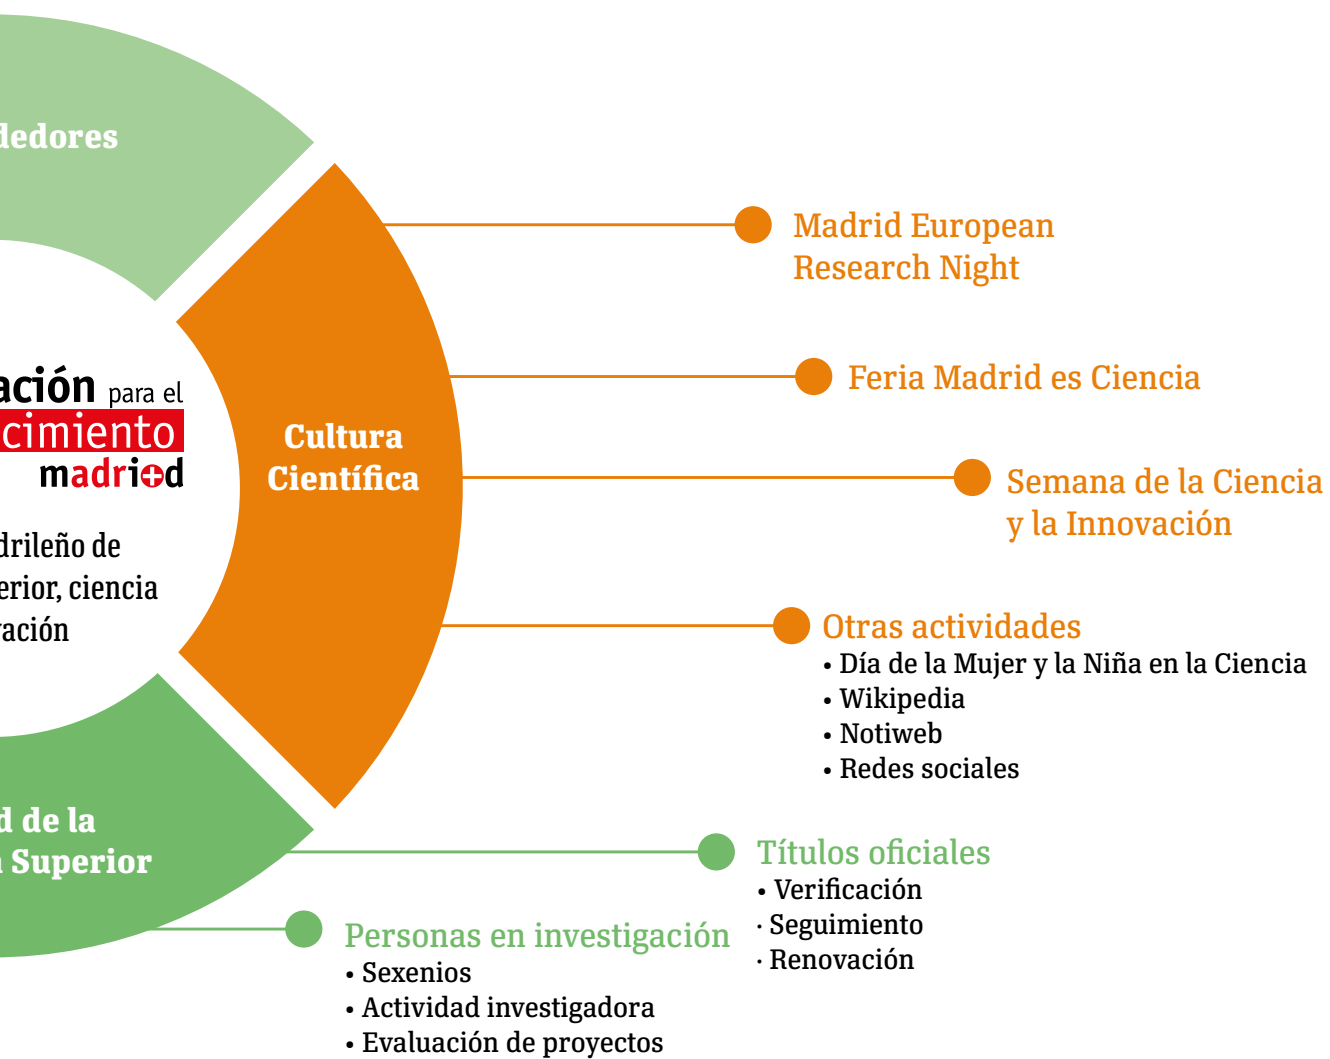 dedores
Madrid European
Research Night
ación para el
cimiento
madri+d
Feria Madrid es Ciencia
Cultura
Científica
Semana de la Ciencia
y la Innovación
drileño de
erior, ciencia
vación
Otras actividades
• Día de la Mujer y la Niña en la Ciencia
• Wikipedia
• Notiweb
• Redes sociales
d de la
Superior
Títulos oficiales
• Verificación
· Seguimiento
· Renovación
Personas en investigación
• Sexenios
• Actividad investigadora
• Evaluación de proyectos